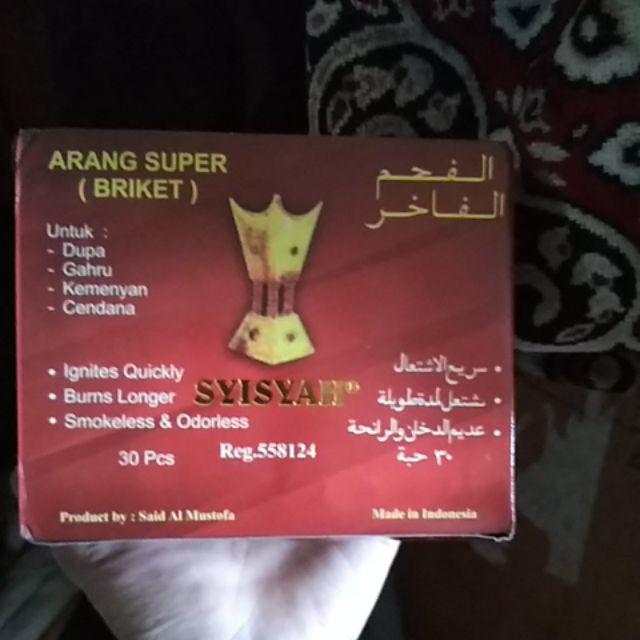 ARANG SUPER
( BRIKET )
الفحم
الفاخر
Untuk :
- Dupa
- Gahru
- Kemenyan
- Cendana
• Ignites Quickly
• Burns Longer
• Smokeless & Odorless
30 Pcs
SYISYAH®
Reg.558124
سريع الاشتعال •
يشتعل لمدة طويلة •
عديم الدخان والرائحة •
٣٠ حبة
Product by : Said Al Mustofa
Made in Indonesia